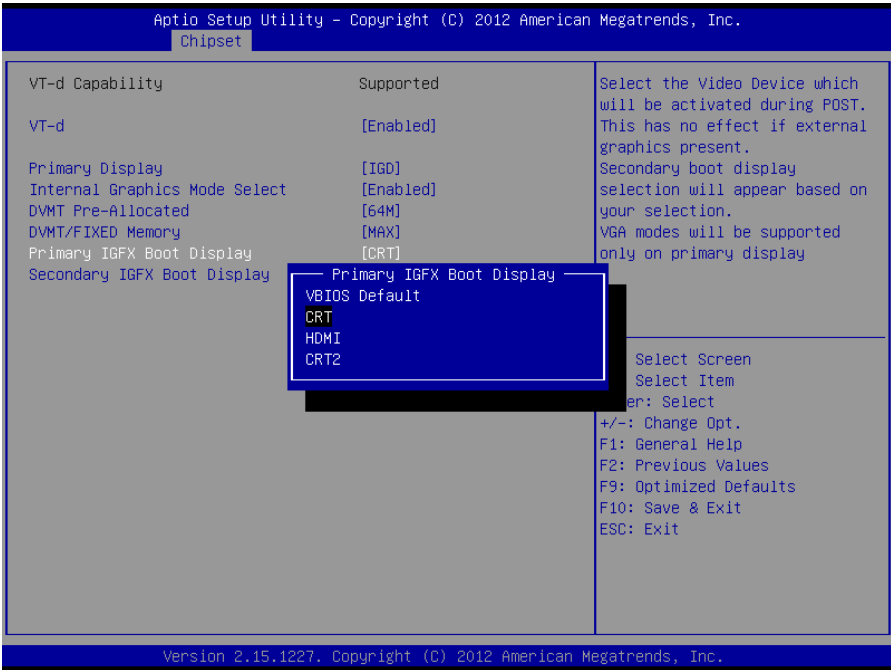 Aptio Setup Utility – Copyright (C) 2012 American Megatrends, Inc.
Chipset
VT-d Capability Supported
VT-d [Enabled]
Primary Display [IGD]
Internal Graphics Mode Select [Enabled]
DVMT Pre-Allocated [64M]
DVMT/FIXED Memory [MAX]
Primary IGFX Boot Display [CRT]
Secondary IGFX Boot Display
Primary IGFX Boot Display
VBIOS Default
CRT
HDMI
CRT2
Select the Video Device which
will be activated during POST.
This has no effect if external
graphics present.
Secondary boot display
selection will appear based on
your selection.
VGA modes will be supported
only on primary display
Select Screen
Select Item
er: Select
+/-: Change Opt.
F1: General Help
F2: Previous Values
F9: Optimized Defaults
F10: Save & Exit
ESC: Exit
Version 2.15.1227. Copyright (C) 2012 American Megatrends, Inc.